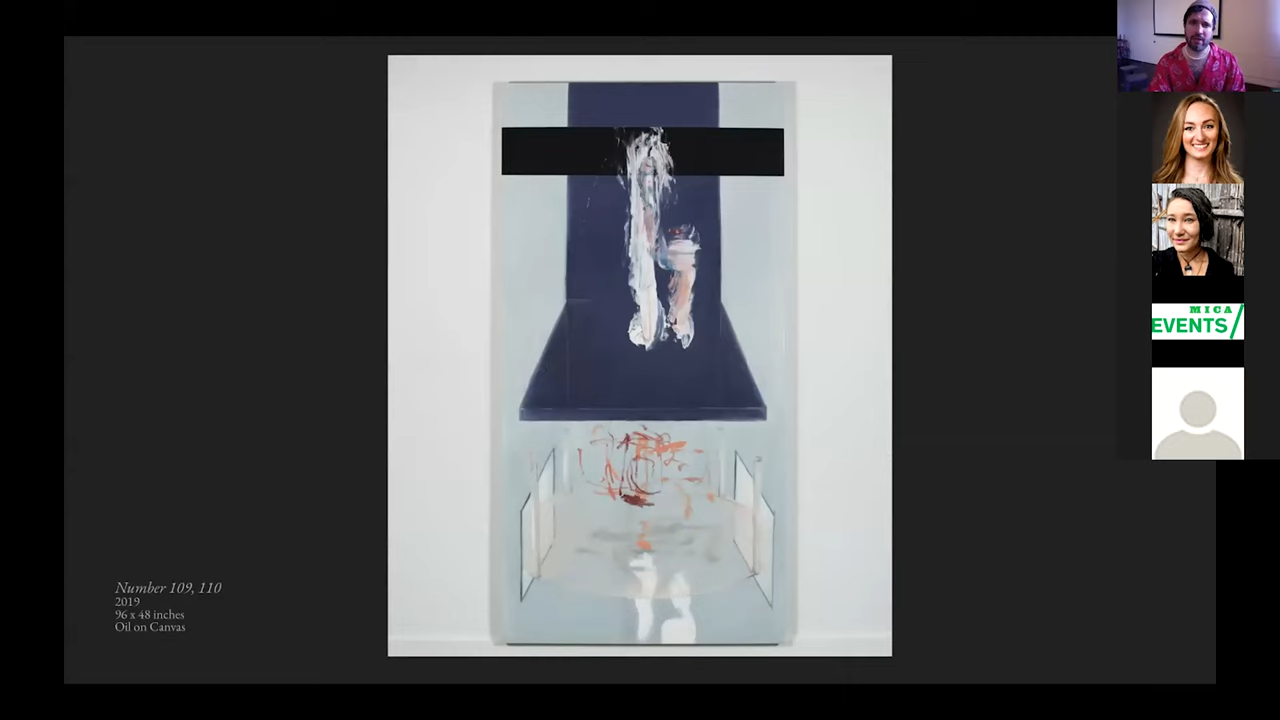 MICA
EVENTS/
Number 109, 110
2019
96 x 48 inches
Oil on Canvas